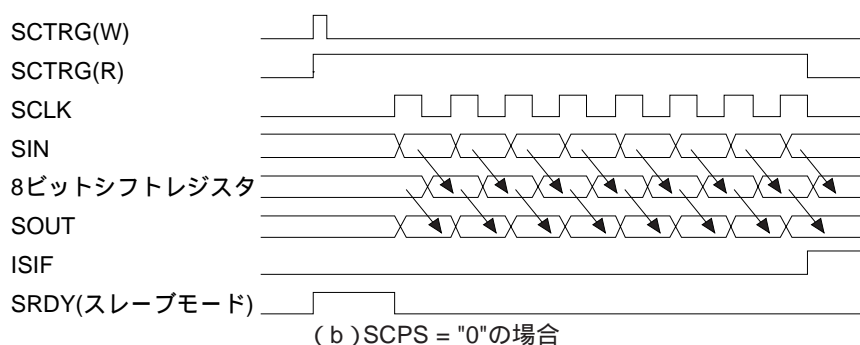 SCTRG(W)
SCTRG(R)
SCLK
SIN
8ビットシフトレジスタ
SOUT
ISIF
SRDY(スレーブモード)
(b)SCPS = "0"の場合